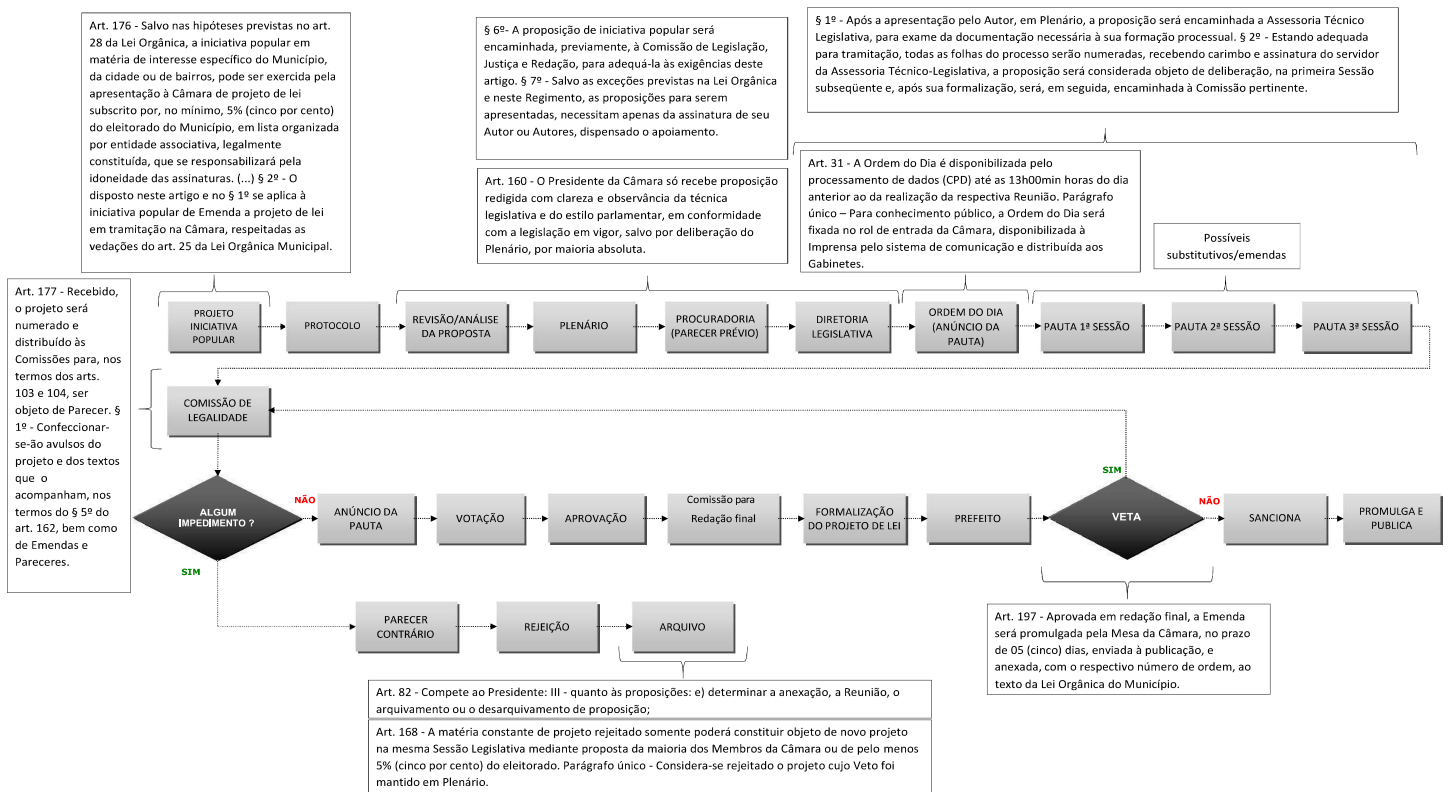 Art. 176 - Salvo nas hipóteses previstas no art.
28 da Lei Orgânica, a iniciativa popular em
matéria de interesse específico do Município,
da cidade ou de bairros, pode ser exercida pela
apresentação à Câmara de projeto de lei
subscrito por, no mínimo, 5% (cinco por cento)
do eleitorado do Município, em lista organizada
por entidade associativa, legalmente
constituída, que se responsabilizará pela
idoneidade das assinaturas. (...) § 2º - O
disposto neste artigo e no § 1º se aplica à
iniciativa popular de Emenda a projeto de lei
em tramitação na Câmara, respeitadas as
vedações do art. 25 da Lei Orgânica Municipal.
§ 6º- A proposição de iniciativa popular será
encaminhada, previamente, à Comissão de Legislação,
Justiça e Redação, para adequá-la às exigências deste
artigo. § 7º - Salvo as exceções previstas na Lei Orgânica
e neste Regimento, as proposições para serem
apresentadas, necessitam apenas da assinatura de seu
Autor ou Autores, dispensado o apoiamento.
§ 1º - Após a apresentação pelo Autor, em Plenário, a proposição será encaminhada a Assessoria Técnico
Legislativa, para exame da documentação necessária à sua formação processual. § 2º - Estando adequada
para tramitação, todas as folhas do processo serão numeradas, recebendo carimbo e assinatura do servidor
da Assessoria Técnico-Legislativa, a proposição será considerada objeto de deliberação, na primeira Sessão
subseqüente e, após sua formalização, será, em seguida, encaminhada à Comissão pertinente.
Art. 160 - O Presidente da Câmara só recebe proposição
redigida com clareza e observância da técnica
legislativa e do estilo parlamentar, em conformidade
com a legislação em vigor, salvo por deliberação do
Plenário, por maioria absoluta.
Art. 31 - A Ordem do Dia é disponibilizada pelo
processamento de dados (CPD) até as 13h00min horas do dia
anterior ao da realização da respectiva Reunião. Parágrafo
único – Para conhecimento público, a Ordem do Dia será
fixada no rol de entrada da Câmara, disponibilizada à
Imprensa pelo sistema de comunicação e distribuída aos
Gabinetes.
Possíveis
substitutivos/emendas
Art. 177 - Recebido,
o projeto será
numerado e
distribuído às
Comissões para, nos
termos dos arts.
103 e 104, ser
objeto de Parecer. §
1º - Confeccionar-
se-ão avulsos do
projeto e dos textos
que o
acompanham, nos
termos do § 5º do
art. 162, bem como
de Emendas e
Pareceres.
PROJETO
INICIATIVA
POPULAR
PROTOCOLO
REVISÃO/ANÁLISE
DA PROPOSTA
PLENÁRIO
PROCURADORIA
(PARECER PRÉVIO)
DIRETORIA
LEGISLATIVA
ORDEM DO DIA
(ANÚNCIO DA
PAUTA)
PAUTA 1ª SESSÃO
PAUTA 2ª SESSÃO
PAUTA 3ª SESSÃO
COMISSÃO DE
LEGALIDADE
ALGUM
IMPEDIMENTO ?
NÃO
SIM
ANÚNCIO DA
PAUTA
VOTAÇÃO
APROVAÇÃO
Comissão para
Redação final
FORMALIZAÇÃO
DO PROJETO DE LEI
PREFEITO
SIM
VETA
NÃO
SANCIONA
PROMULGA E
PUBLICA
PARECER
CONTRÁRIO
REJEIÇÃO
ARQUIVO
Art. 197 - Aprovada em redação final, a Emenda
será promulgada pela Mesa da Câmara, no prazo
de 05 (cinco) dias, enviada à publicação, e
anexada, com o respectivo número de ordem, ao
texto da Lei Orgânica do Município.
Art. 82 - Compete ao Presidente: III - quanto às proposições: e) determinar a anexação, a Reunião, o
arquivamento ou o desarquivamento de proposição;
Art. 168 - A matéria constante de projeto rejeitado somente poderá constituir objeto de novo projeto
na mesma Sessão Legislativa mediante proposta da maioria dos Membros da Câmara ou de pelo menos
5% (cinco por cento) do eleitorado. Parágrafo único - Considera-se rejeitado o projeto cujo Veto foi
mantido em Plenário.